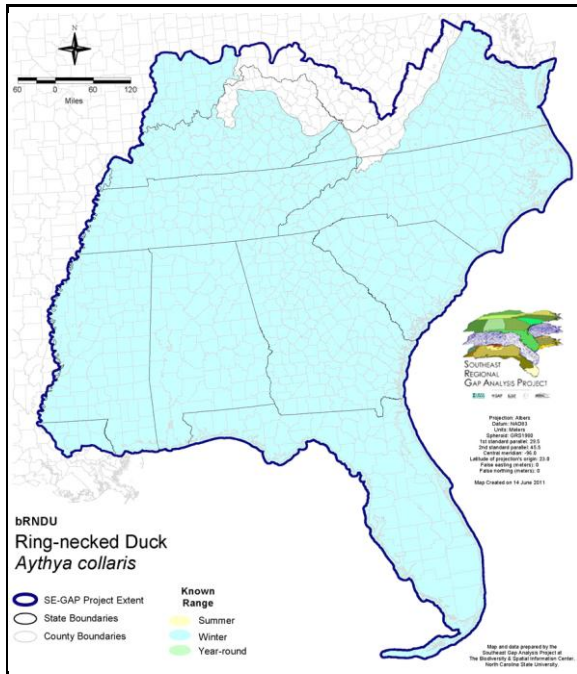 N
60 0 60 120
Miles
SOUTHEAST
REGIONAL
GAP ANALYSIS PROJECT
Projection: Albers
Datum: NAD83
Units: Meters
Spheroid: GRS1980
1st standard parallel: 29.5
2nd standard parallel: 45.5
Central meridian: -96.0
Latitude of projection's origin: 23.0
False easting (meters): 0
False northing (meters): 0
Map Created on 14 June 2011
bRNDU
Ring-necked Duck
Aythya collaris
SE-GAP Project Extent
State Boundaries
County Boundaries
Known
Range
Summer
Winter
Year-round
Map and data prepared by the
Southeast Gap Analysis Project at
The Biodiversity & Spatial Information Center,
North Carolina State University.